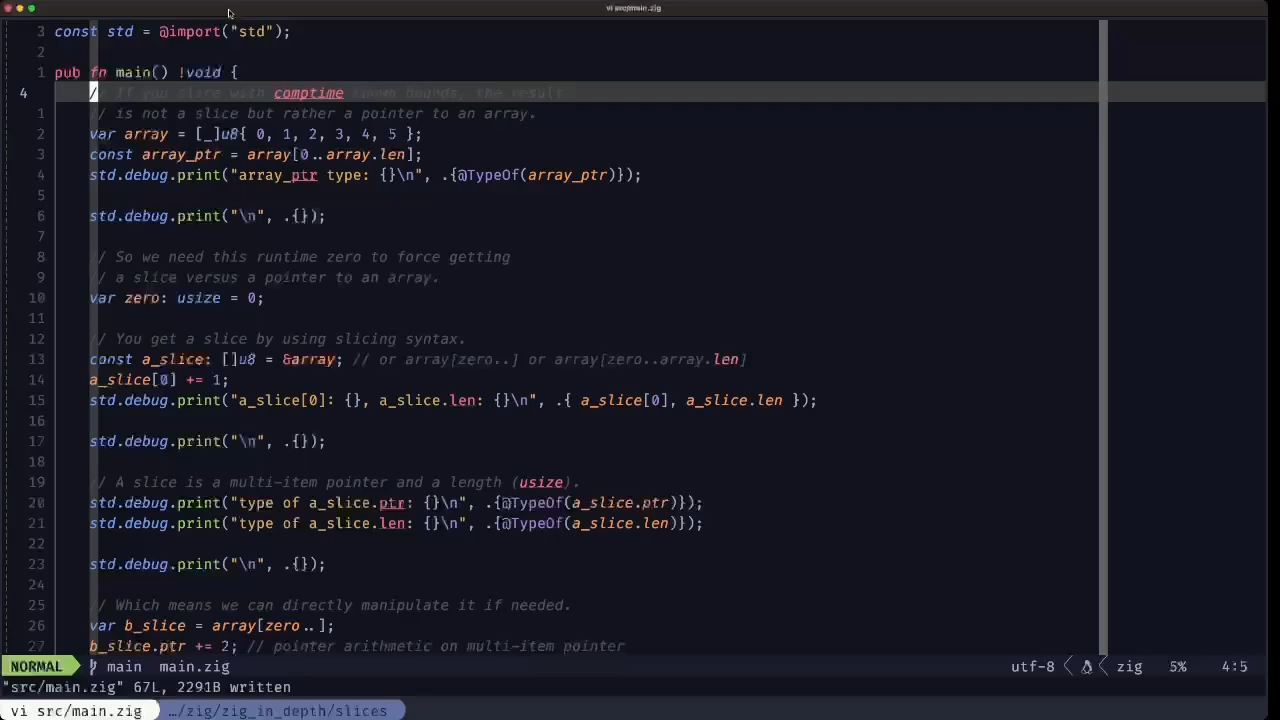 vi src/main.zig
3 const std = @import("std");
2
1 pub fn main() !void {
4 // If you slice with comptime known bounds, the result
1 // is not a slice but rather a pointer to an array.
2 var array = [_]u8{ 0, 1, 2, 3, 4, 5 };
3 const array_ptr = array[0..array.len];
4 std.debug.print("array_ptr type: {}\n", .{@TypeOf(array_ptr)});
5
6 std.debug.print("\n", .{});
7
8 // So we need this runtime zero to force getting
9 // a slice versus a pointer to an array.
10 var zero: usize = 0;
11
12 // You get a slice by using slicing syntax.
13 const a_slice: []u8 = &array; // or array[zero..] or array[zero..array.len]
14 a_slice[0] += 1;
15 std.debug.print("a_slice[0]: {}, a_slice.len: {}\n", .{ a_slice[0], a_slice.len });
16
17 std.debug.print("\n", .{});
18
19 // A slice is a multi-item pointer and a length (usize).
20 std.debug.print("type of a_slice.ptr: {}\n", .{@TypeOf(a_slice.ptr)});
21 std.debug.print("type of a_slice.len: {}\n", .{@TypeOf(a_slice.len)});
22
23 std.debug.print("\n", .{});
24
25 // Which means we can directly manipulate it if needed.
26 var b_slice = array[zero..];
27 b_slice.ptr += 2; // pointer arithmetic on multi-item pointer
NORMAL main main.zig utf-8 zig 5% 4:5
"src/main.zig" 67L, 2291B written
vi src/main.zig …/zig/zig_in_depth/slices